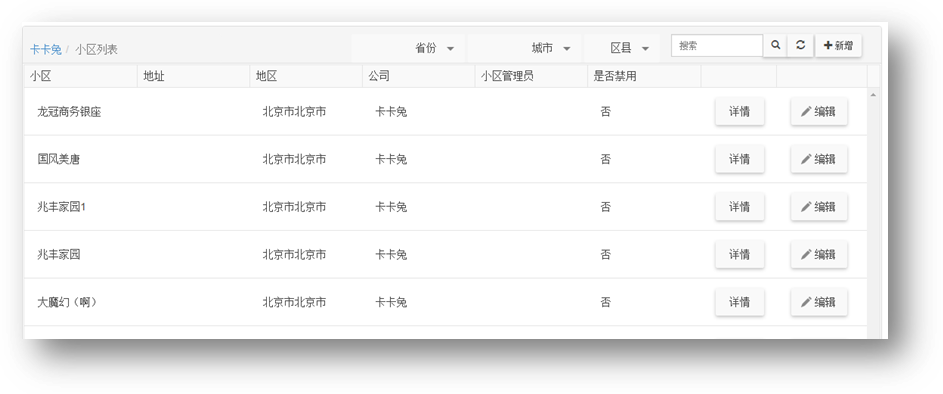 卡卡兔 / 小区列表 省份 城市 区县 搜索 新增
小区 地址 地区 公司 小区管理员 是否禁用
龙冠商务银座 北京市北京市 卡卡兔 否 详情 编辑
国风美唐 北京市北京市 卡卡兔 否 详情 编辑
兆丰家园1 北京市北京市 卡卡兔 否 详情 编辑
兆丰家园 北京市北京市 卡卡兔 否 详情 编辑
大魔幻（啊） 北京市北京市 卡卡兔 否 详情 编辑